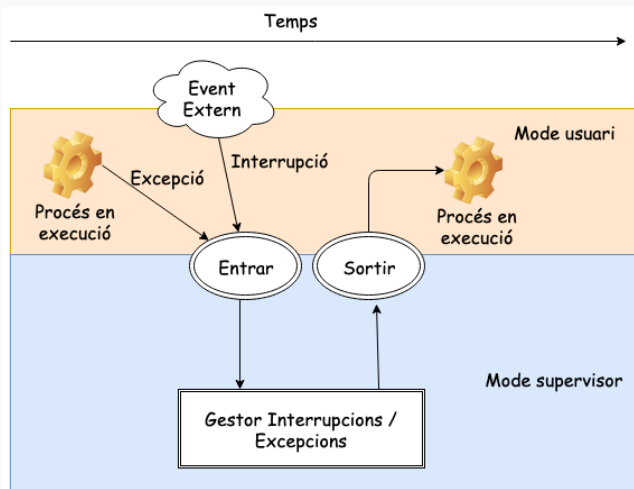 Temps
Event
Extern
Mode usuari
Interrupció
Excepció
Procés en
execució
Procés en
execució
Entrar
Sortir
Mode supervisor
Gestor Interrupcions /
Excepcions